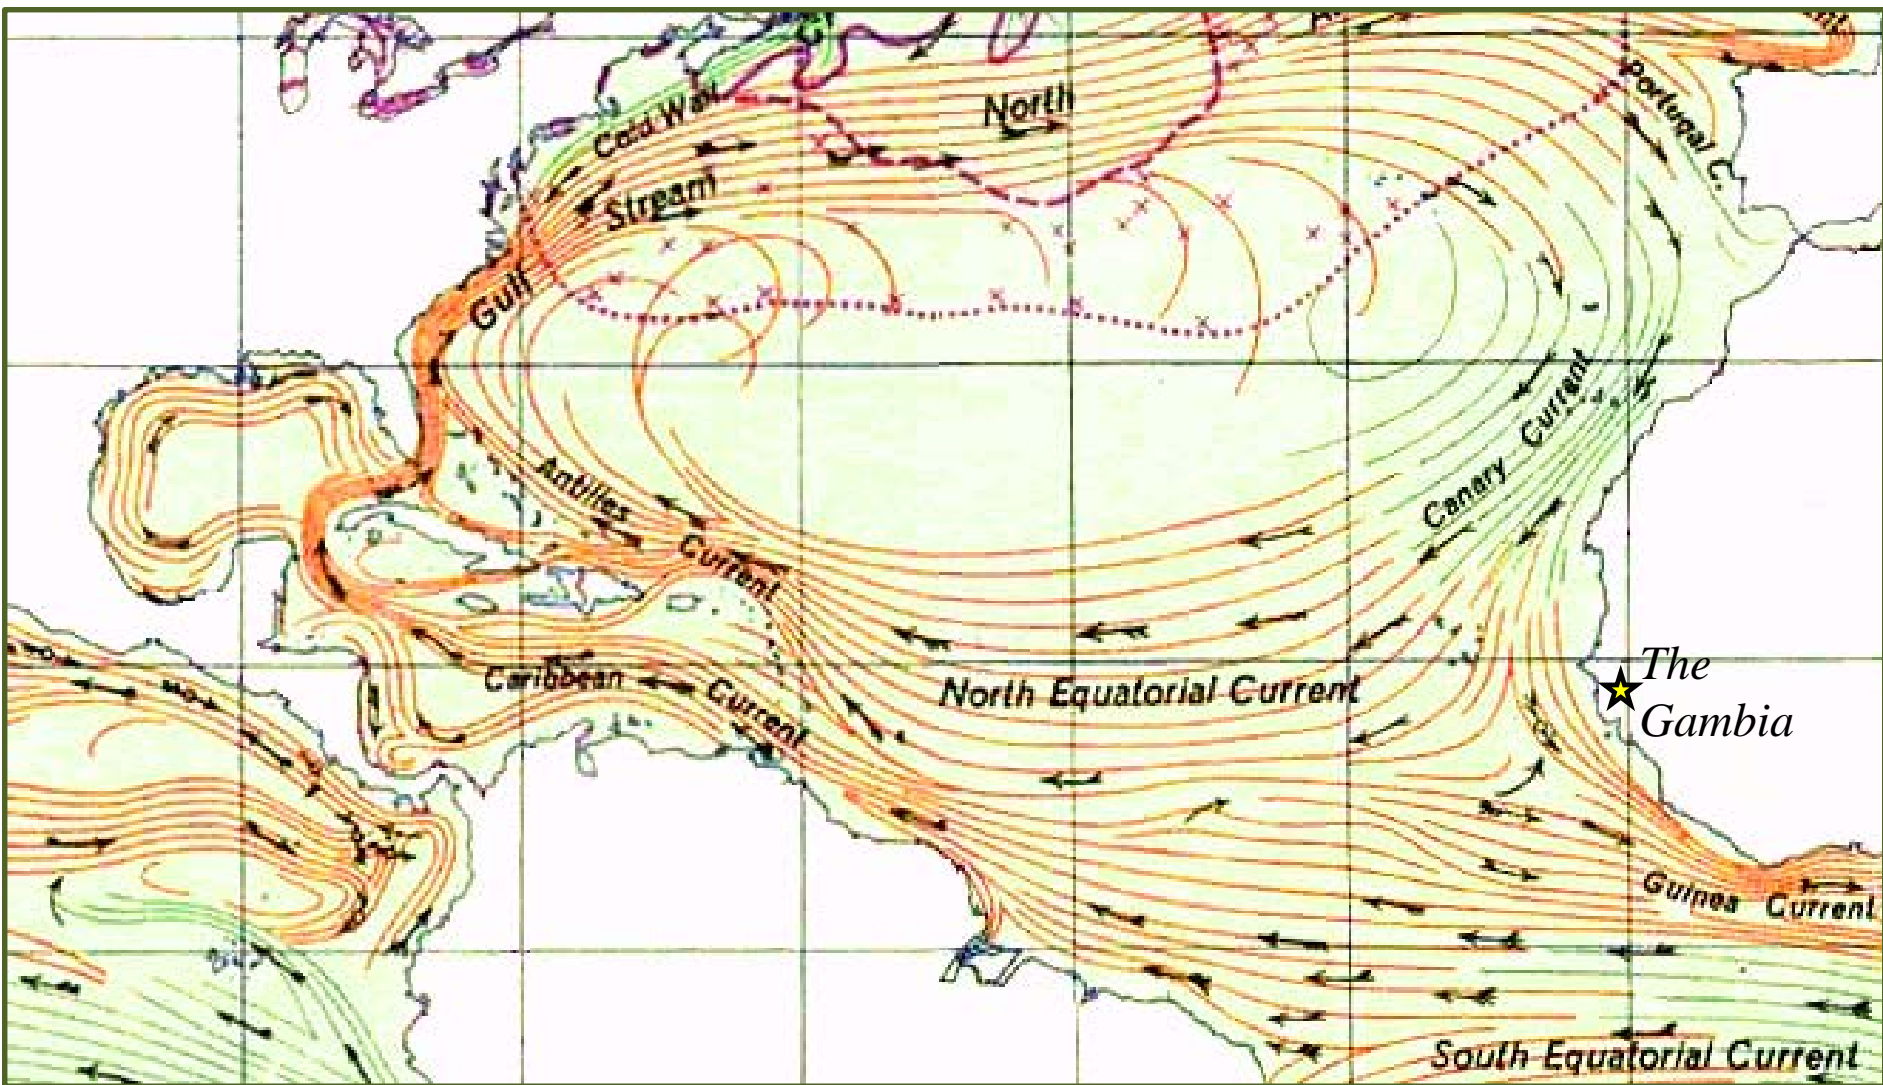 North
Portugal C.
Cold Wall
Stream
Gulf
Canary Current
Antilles
Current
The
Gambia
Caribbean
Current
North Equatorial Current
Guinea Current
South Equatorial Current